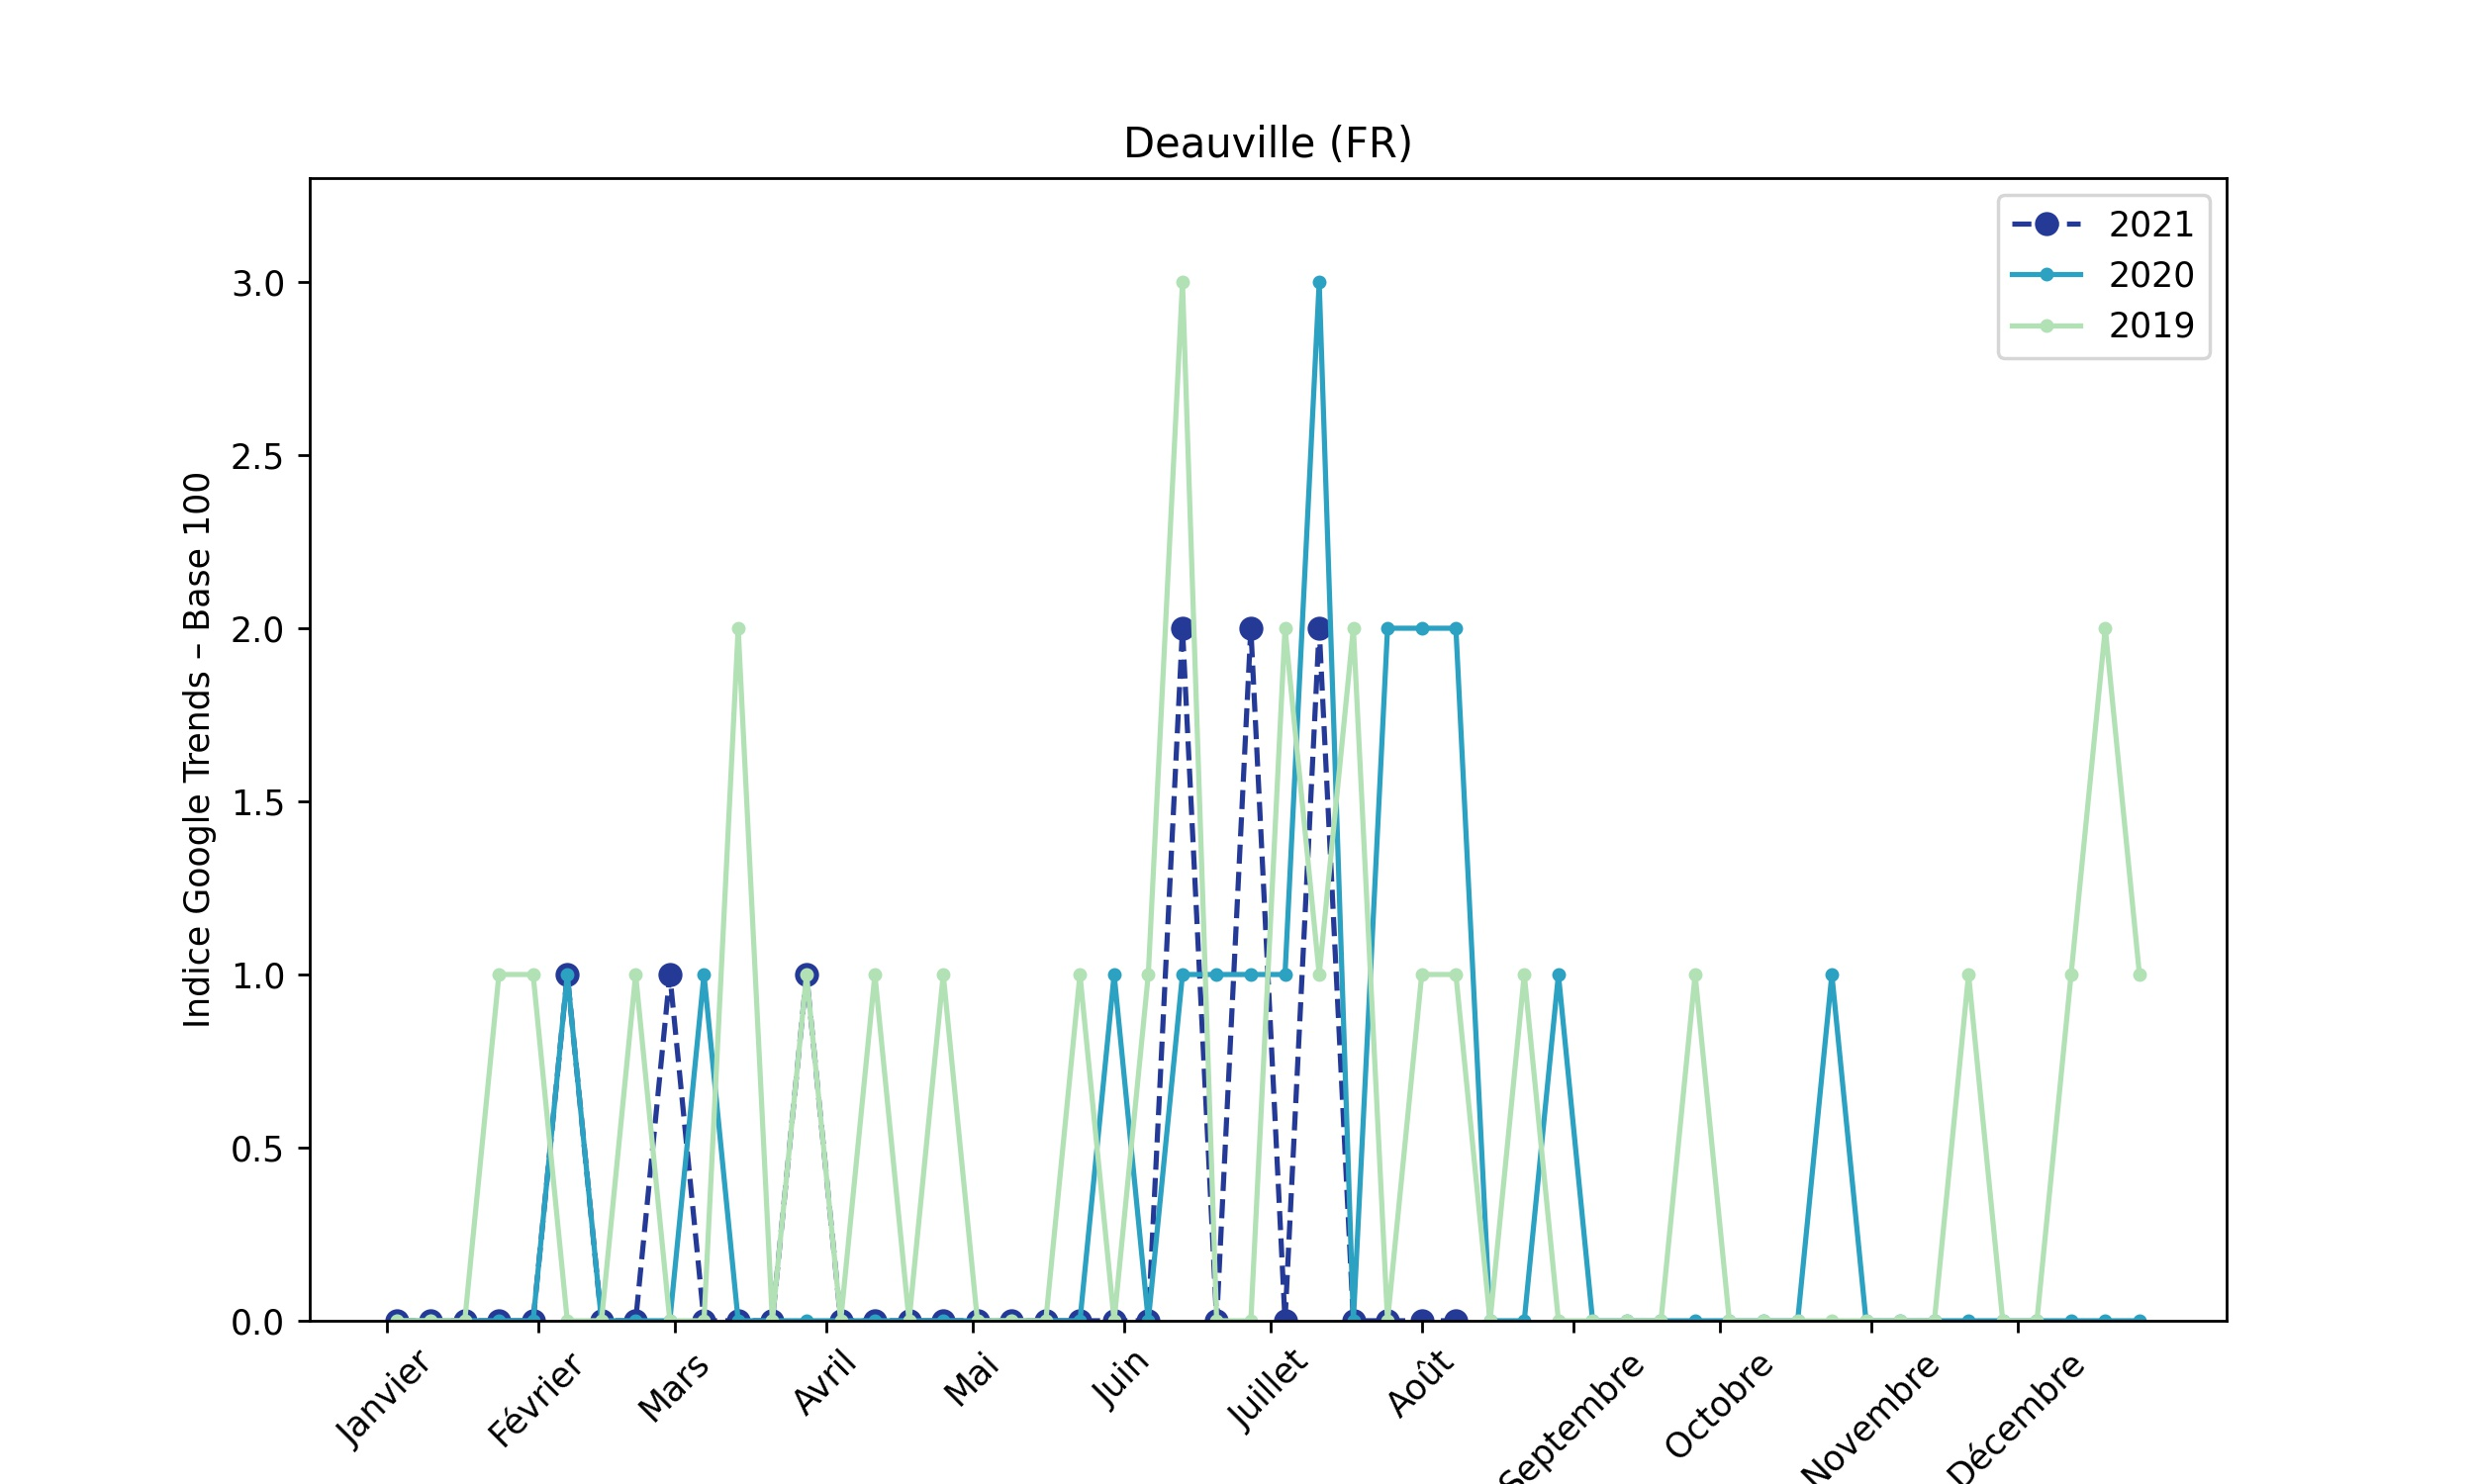 Deauville (FR)
2021
2020
2019
3.0
2.5
2.0
1.5
1.0
0.5
0.0
Indice Google Trends – Base 100
Janvier
Février
Mars
Avril
Mai
Juin
Juillet
Août
Septembre
Octobre
Novembre
Décembre